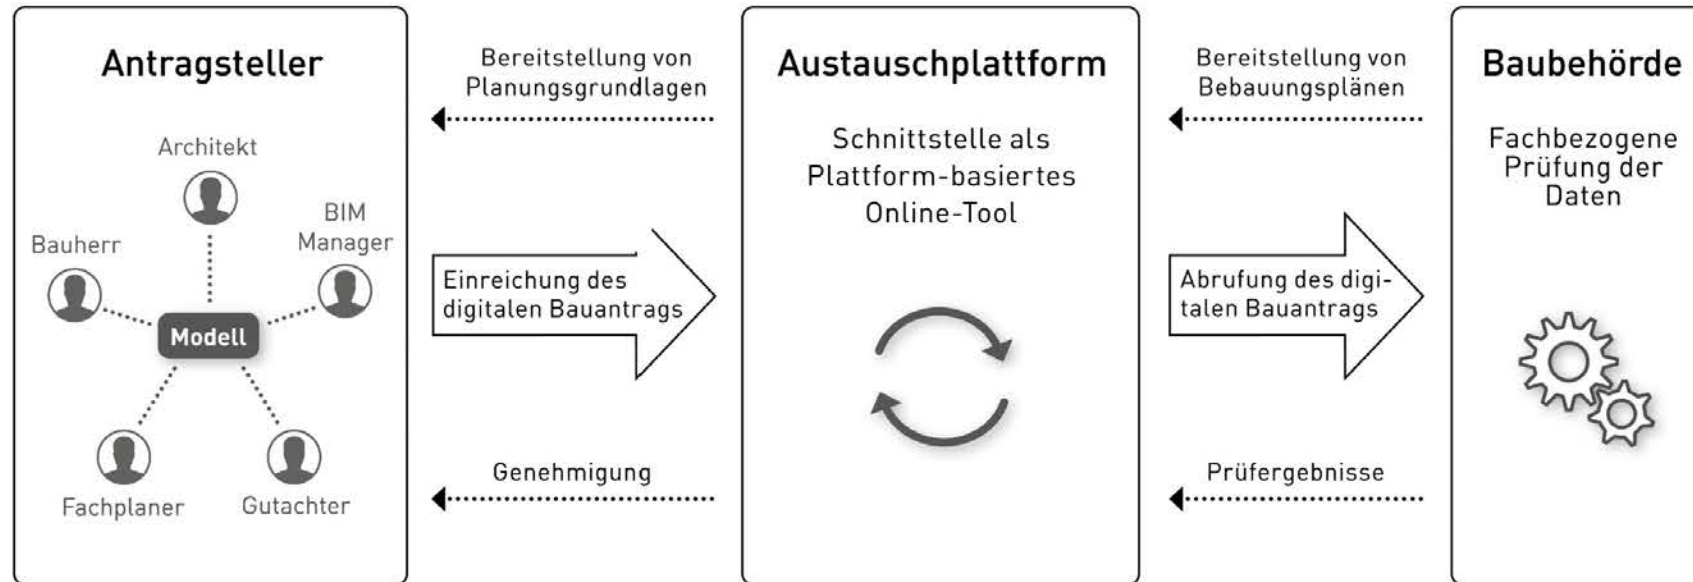 Antragsteller
Architekt
BIM
Manager
Bauherr
Modell
Fachplaner
Gutachter
Bereitstellung von
Planungsgrundlagen
Einreichung des
digitalen Bauantrags
Genehmigung
Austauschplattform
Schnittstelle als
Plattform-basiertes
Online-Tool
Bereitstellung von
Bebauungsplänen
Abrufung des digi-
talen Bauantrags
Prüfergebnisse
Baubehörde
Fachbezogene
Prüfung der
Daten